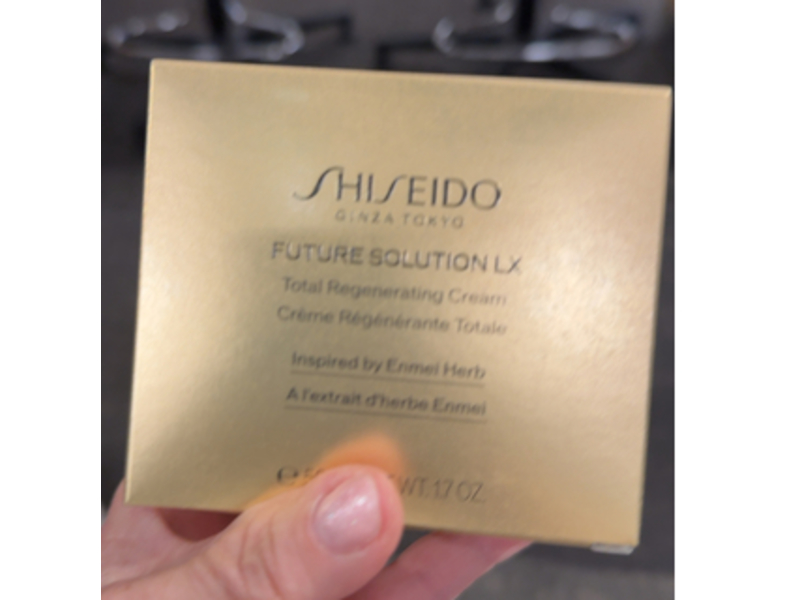 SHISEIDO
GINZA TOKYO
FUTURE SOLUTION LX
Total Regenerating Cream
Crème Régénérante Totale
Inspired by Enmei Herb
A l'extrait d'herbe Enmei
WT. 1.7 OZ.